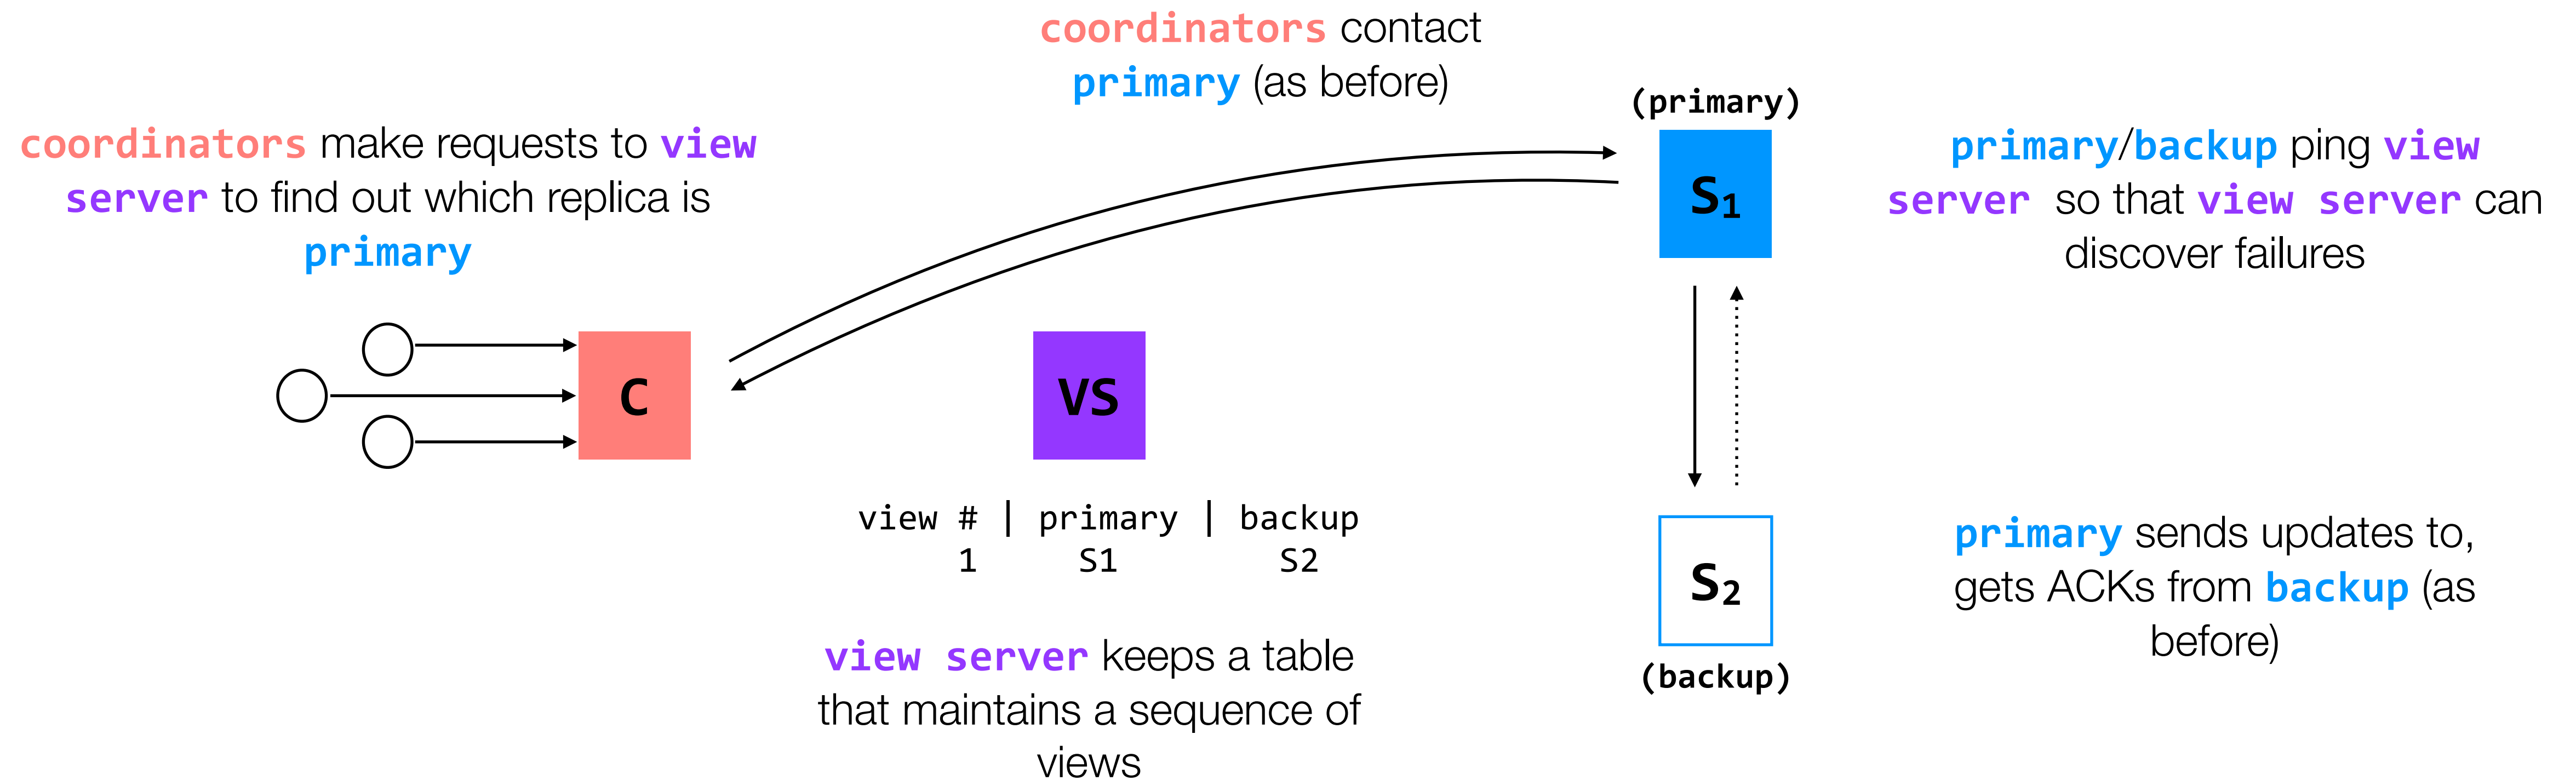 coordinators contact
primary (as before)
coordinators make requests to view
server to find out which replica is
primary
(primary)
S1
primary/backup ping view
server so that view server can
discover failures
C
VS
view # | primary | backup
1 S1 S2
view server keeps a table
that maintains a sequence of
views
S2
(backup)
primary sends updates to,
gets ACKs from backup (as
before)